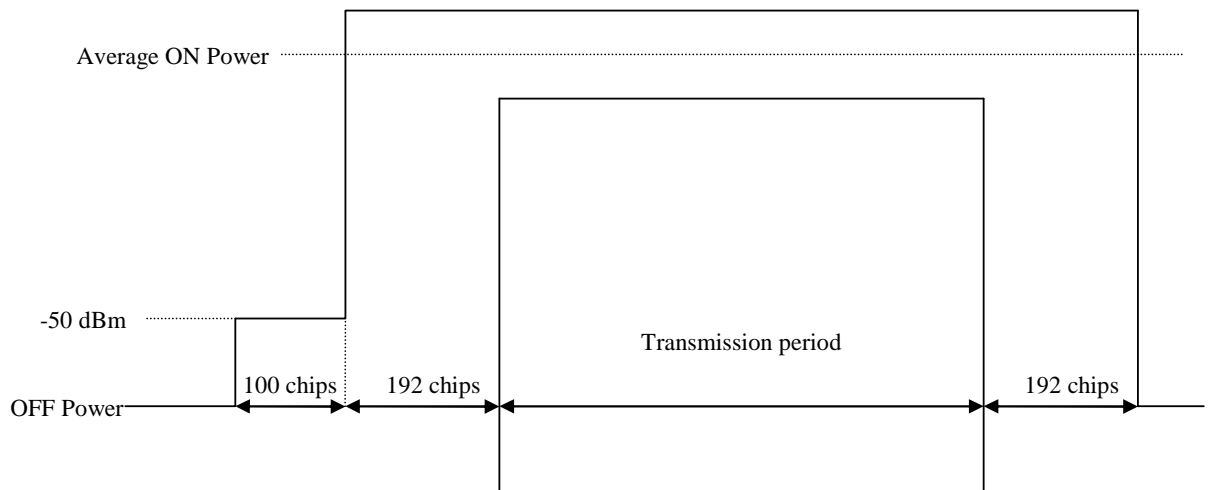 Average ON Power
-50 dBm
Transmission period
100 chips
192 chips
192 chips
OFF Power